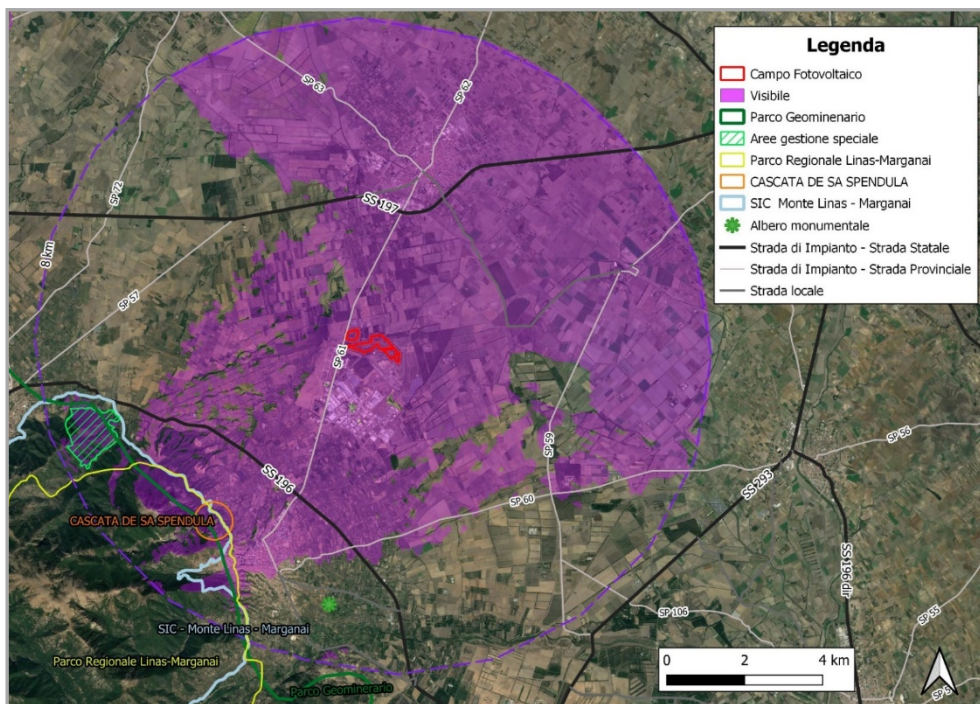 Legenda
Campo Fotovoltaico
Visibile
Parco Geominenario
Aree gestione speciale
Parco Regionale Linas-Marganai
CASCATA DE SA SPENDULA
SIC Monte Linas - Marganai
Albero monumentale
Strada di Impianto - Strada Statale
Strada di Impianto - Strada Provinciale
Strada locale
SP 63
SP 62
SP 72
SS 197
8 km
SP 57
SP 61
SP 59
SP 56
SS 196
SP 60
SS 293
CASCATA DE SA SPENDULA
SS 196 dir
SP 106
SP 55
SIC - Monte Linas - Marganai
Parco Regionale Linas-Marganai
Parco Geominerario
0 2 4 km